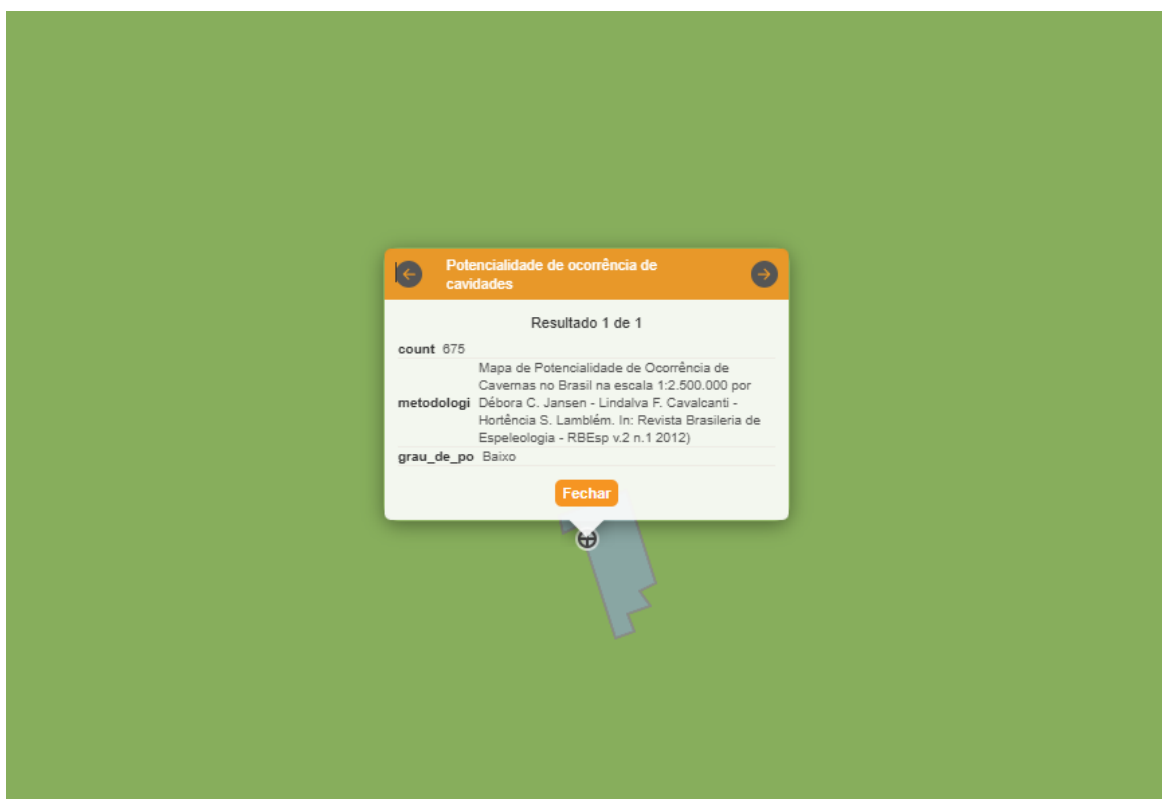 Potencialidade de ocorrência de
cavidades
Resultado 1 de 1
count 675
Mapa de Potencialidade de Ocorrência de
Cavernas no Brasil na escala 1:2.500.000 por
metodologi Débora C. Jansen - Lindalva F. Cavalcanti -
Hortência S. Lamblém. In: Revista Brasileria de
Espeleologia - RBEsp v.2 n.1 2012)
grau_de_po Baixo
Fechar